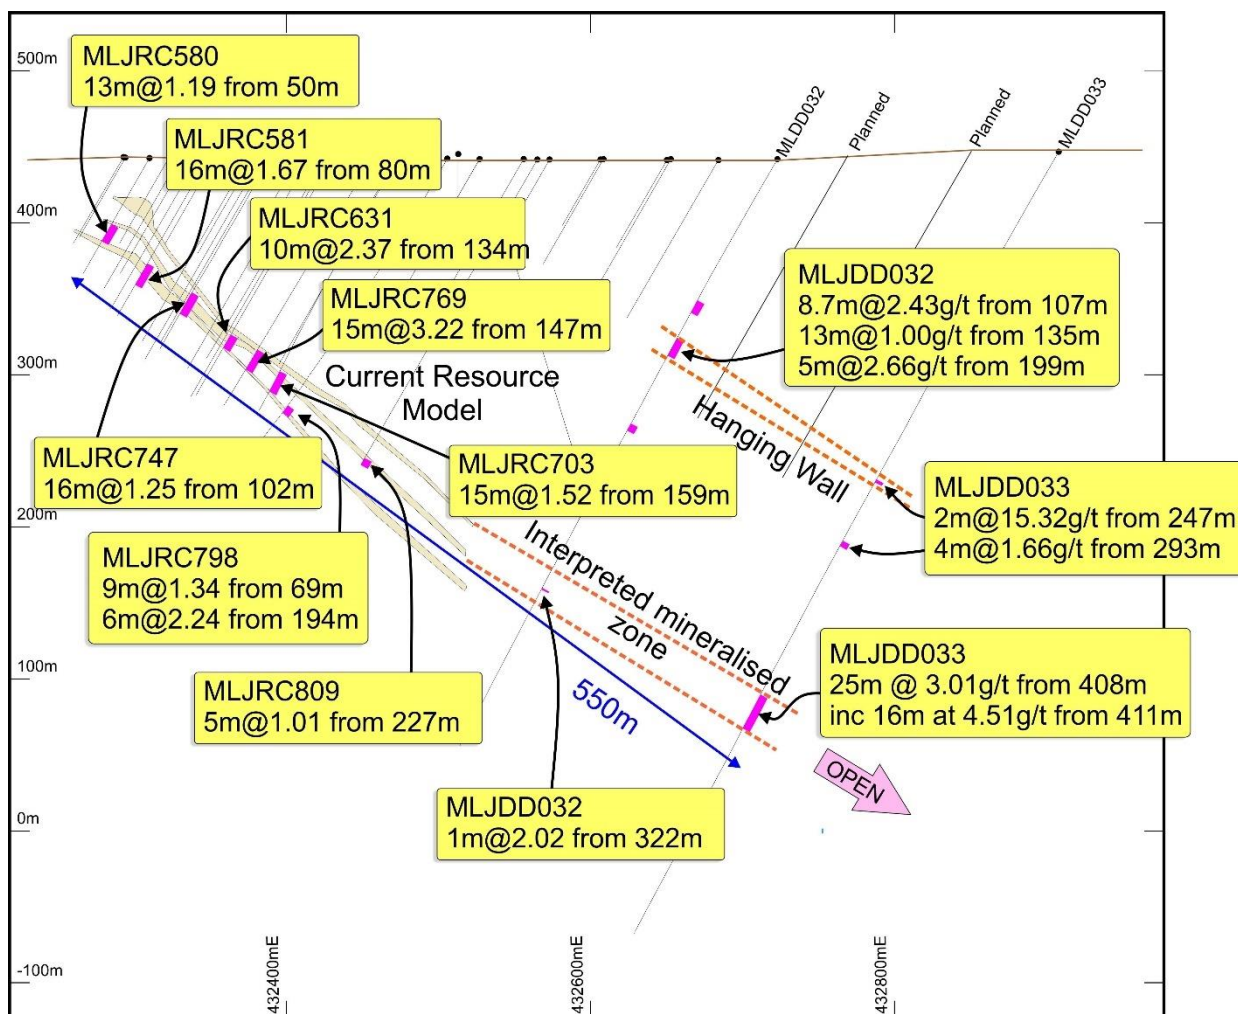 500m
400m
300m
200m
100m
0m
-100m
MLJRC580
13m@1.19 from 50m
MLJRC581
16m@1.67 from 80m
MLJRC631
10m@2.37 from 134m
MLJRC769
15m@3.22 from 147m
Current Resource
Model
MLJRC747
16m@1.25 from 102m
MLJRC703
15m@1.52 from 159m
MLJRC798
9m@1.34 from 69m
6m@2.24 from 194m
MLJRC809
5m@1.01 from 227m
MLJDD032
1m@2.02 from 322m
MLDD032
Planned
Planned
MLDD033
MLJDD032
8.7m@2.43g/t from 107m
13m@1.00g/t from 135m
5m@2.66g/t from 199m
Hanging Wall
MLJDD033
2m@15.32g/t from 247m
4m@1.66g/t from 293m
Interpreted mineralised
zone
MLJDD033
25m @ 3.01g/t from 408m
inc 16m at 4.51g/t from 411m
550m
OPEN
432400mE
432600mE
432800mE